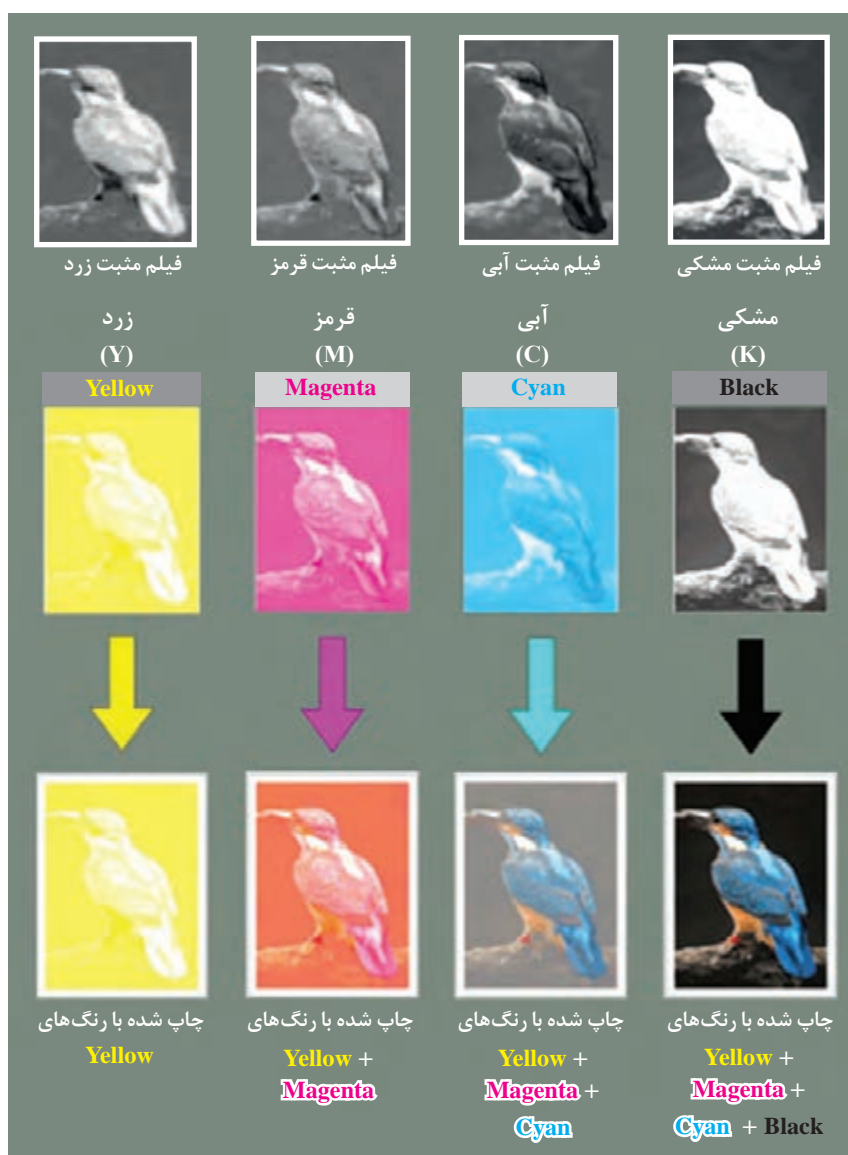 فیلم مثبت زرد
فیلم مثبت قرمز
فیلم مثبت آبی
فیلم مثبت مشکی
زرد
قرمز
آبی
مشکی
(Y)
(M)
(C)
(K)
Yellow
Magenta
Cyan
Black
چاپ شده با رنگ‌های
Yellow
چاپ شده با رنگ‌های
Yellow +
Magenta
چاپ شده با رنگ‌های
Yellow +
Magenta +
Cyan
چاپ شده با رنگ‌های
Yellow +
Magenta +
Cyan + Black